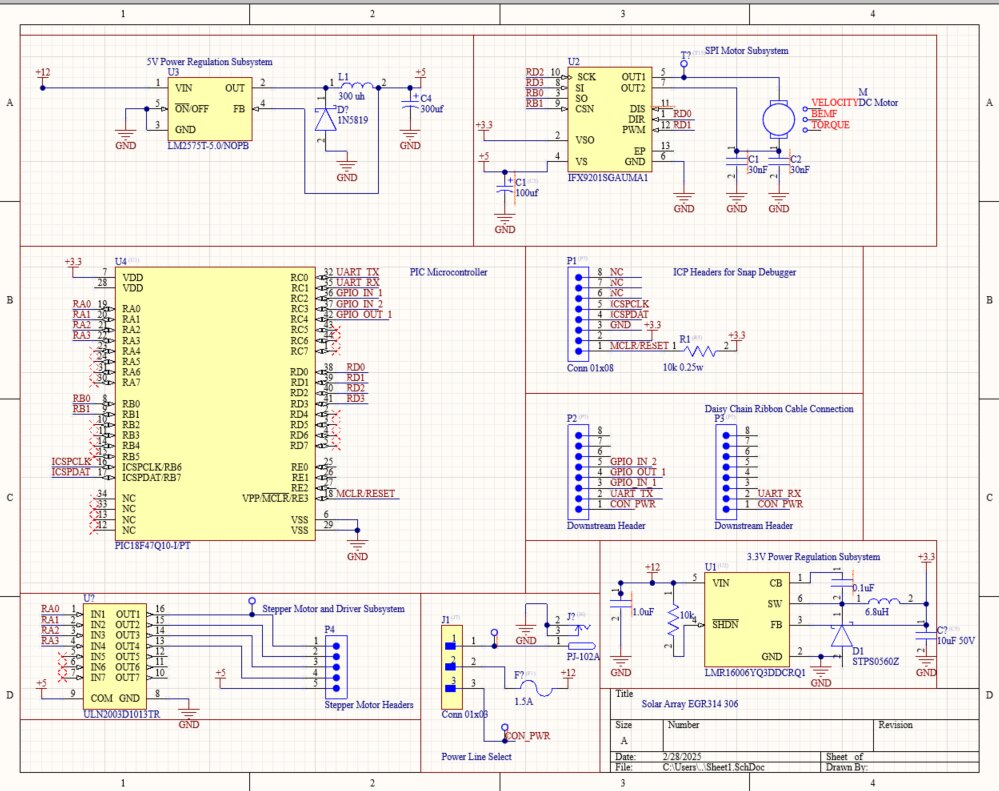 1 2 3 4
A
5V Power Regulation Subsystem
+12
U3
1 VIN OUT 2
L1
300 uh
2
+5
5 ON/OFF FB 4
3 GND
D?
1N5819
C4
300uf
GND
LM2575T-5.0/NOPB
GND
GND
SPI Motor Subsystem
U2
T?
RD2 10 SCK OUT1 5
RD3 8 SI OUT2 7
RB0 3 SO
RB1 9 CSN DIS 11
DIR 1 RD0
PWM 12 RD1
+3.3
2 VSO
EP 13
+5
4 VS GND 6
IFX9201SGAUMA1
C1
100uf
GND
GND
M
DC Motor
VELOCITY
BEMF
TORQUE
C1
30nF
C2
30nF
GND
GND
A
B
PIC Microcontroller
+3.3
U4
7 VDD
28 VDD
RA0 19 RA0
RA1 20 RA1
RA2 RA2
RA3 RA3
RA4
RA5
RA6
30 RA7
RB0 8 RB0
RB1 9 RB1
RB2
RB3
RB4
RB5
ICSPCLK 16 ICSPCLK/RB6
ICSPDAT 17 ICSPDAT/RB7
34 NC
33 NC
13 NC
12 NC
RC0 32 UART_TX
RC1 35 UART_RX
RC2 36 GPIO_IN_1
RC3 37 GPIO_IN_2
RC4 42 GPIO_OUT_1
RC5
RC6
RC7
RD0 38 RD0
RD1 39 RD1
RD2 40 RD2
RD3 41 RD3
RD4
RD5
RD6
RD7
RE0 25
RE1 26
RE2
VPP/MCLR/RE3 18 MCLR/RESET
VSS 6
VSS 29
PIC18F47Q10-I/PT
GND
ICP Headers for Snap Debugger
P1
8 NC
7 NC
6 NC
5 ICSPCLK
4 ICSPDAT
3 GND
2 +3.3
1 MCLR/RESET
R1
1 2
+3.3
10k 0.25w
Conn 01x08
B
C
Daisy Chain Ribbon Cable Connection
P2
8
7
6
5 GPIO_IN_2
4 GPIO_OUT_1
3 GPIO_IN_1
2 UART_TX
1 CON_PWR
Downstream Header
P3
8
7
6
5
4
3
2 UART_RX
1 CON_PWR
Downstream Header
C
3.3V Power Regulation Subsystem
+12
U1
5 VIN CB 1
0.1uF
+3.3
SW 6
1 2
6.8uH
1.0uF
10k
4 SHDN FB 3
GND 2
D1
STPS0560Z
C?
10uF 50V
LMR16006YQ3DDCRQ1
GND
GND
GND
D
Stepper Motor and Driver Subsystem
U?
RA0 1 IN1 OUT1 16
RA1 2 IN2 OUT2 15
RA2 3 IN3 OUT3 14
RA3 4 IN4 OUT4 13
5 IN5 OUT5 12
6 IN6 OUT6 11
7 IN7 OUT7 10
+5
9 COM GND 8
ULN2003D1013TR
GND
P4
1
2
3
4
5
+5
Stepper Motor Headers
J1
1 1
2 2
3 3
Conn 01x03
GND
J?
3
2
1
PJ-102A
F?
1.5A
+12
CON_PWR
Power Line Select
Title
Solar Array EGR314 306
Size Number Revision
A
Date: 2/28/2025 Sheet of
File: C:\Users\..\Sheet1.SchDoc Drawn By:
D
1 2 3 4